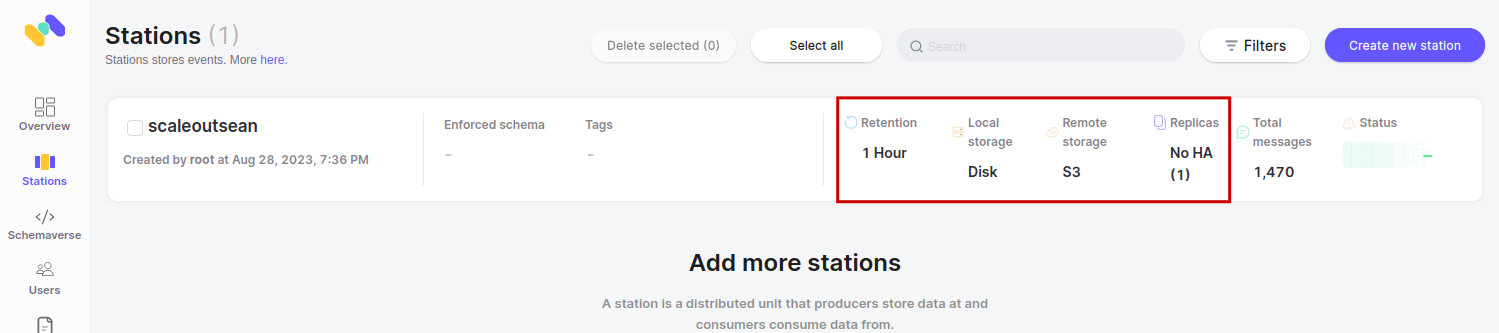 Stations (1)
Stations stores events. More here.
Delete selected (0)
Select all
Search
Filters
Create new station
Overview
Stations
Schemaverse
Users
scaleoutsean
Created by root at Aug 28, 2023, 7:36 PM
Enforced schema
–
Tags
–
Retention
1 Hour
Local
storage
Disk
Remote
storage
S3
Replicas
No HA
(1)
Total
messages
1,470
Status
Add more stations
A station is a distributed unit that producers store data at and
consumers consume data from.